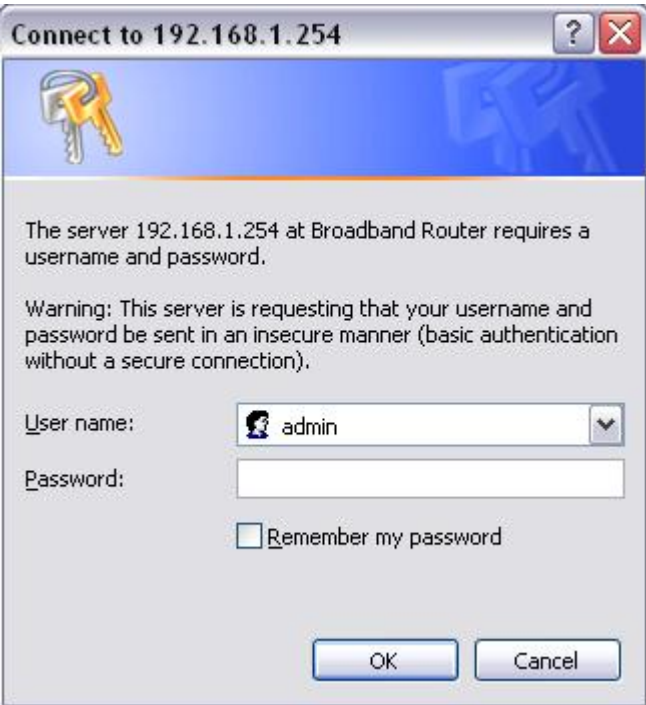 Connect to 192.168.1.254
The server 192.168.1.254 at Broadband Router requires a
username and password.
Warning: This server is requesting that your username and
password be sent in an insecure manner (basic authentication
without a secure connection).
User name:
admin
Password:
Remember my password
OK
Cancel